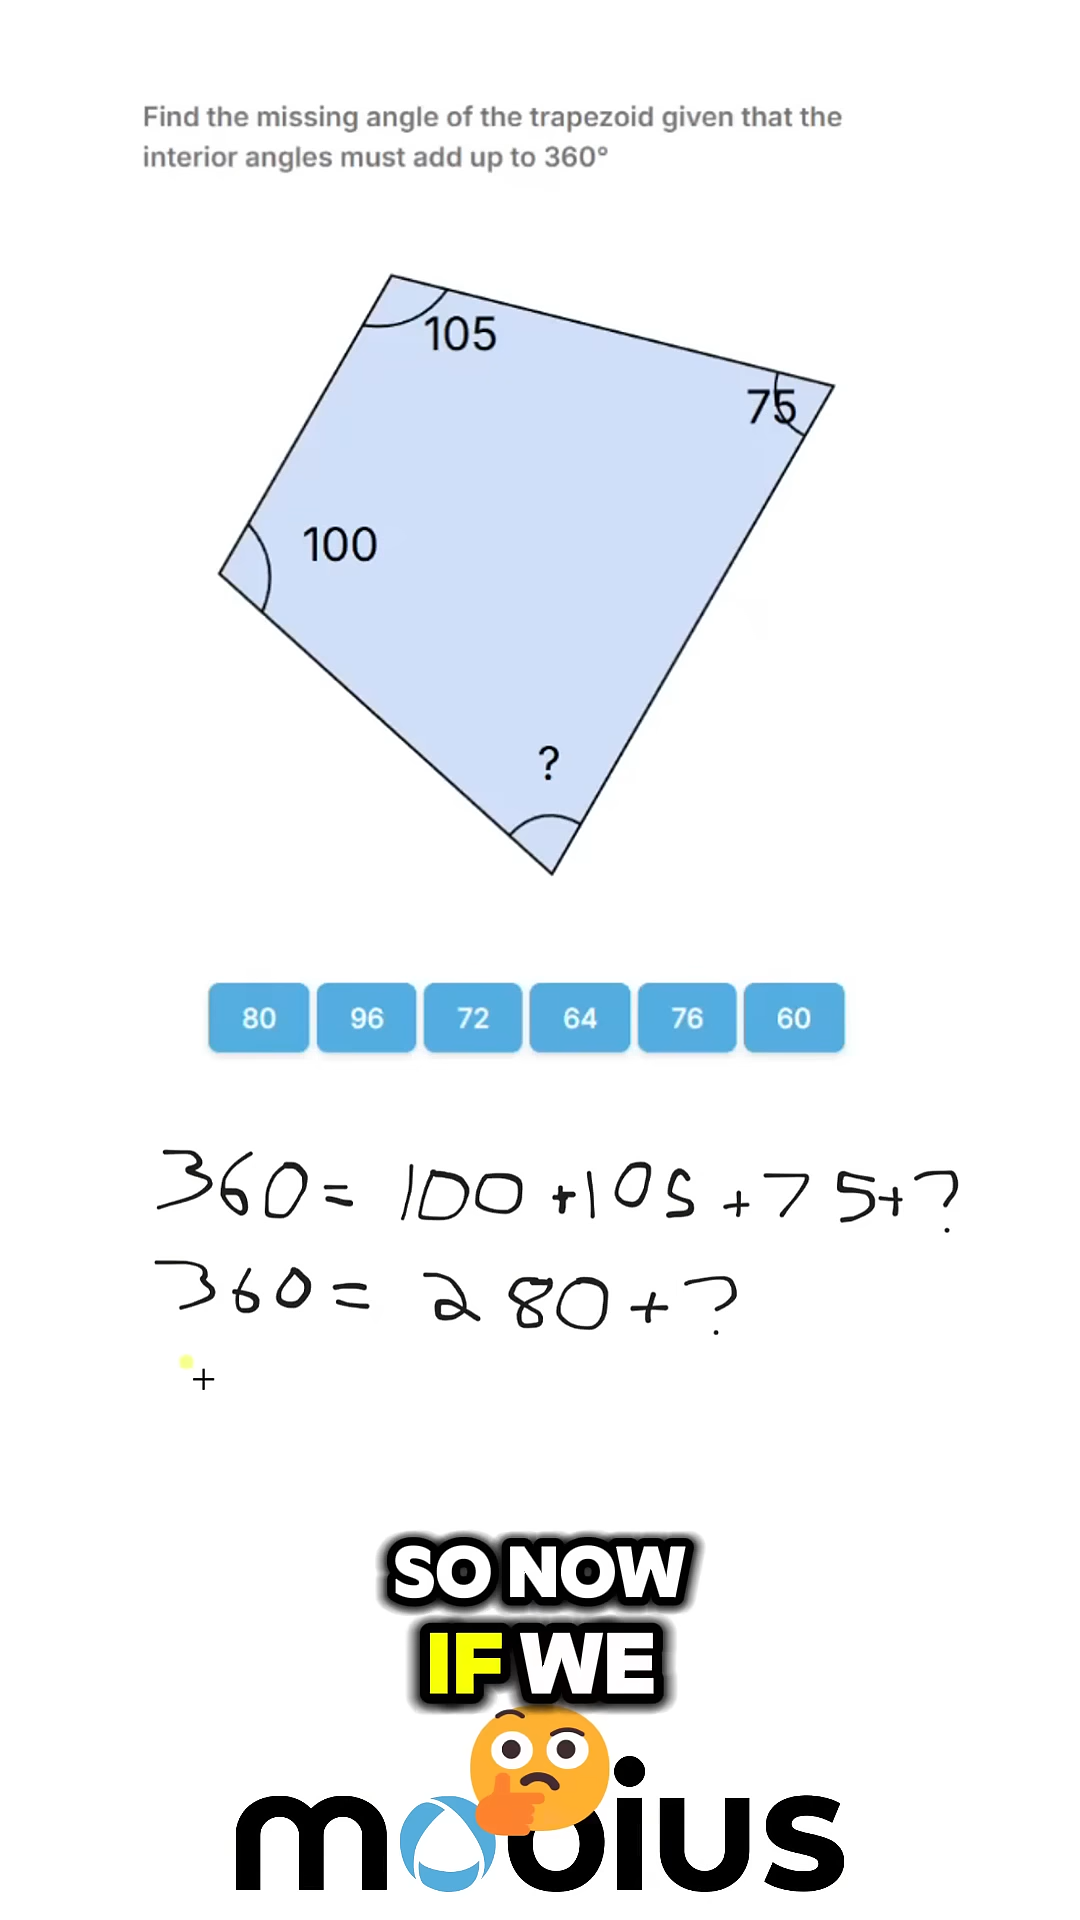 Find the missing angle of the trapezoid given that the
interior angles must add up to 360°
105
75
100
?
80 96 72 64 76 60
360 = 100 + 105 + 75 + ?
360 = 280 + ?
SO NOW
IF WE
mobius